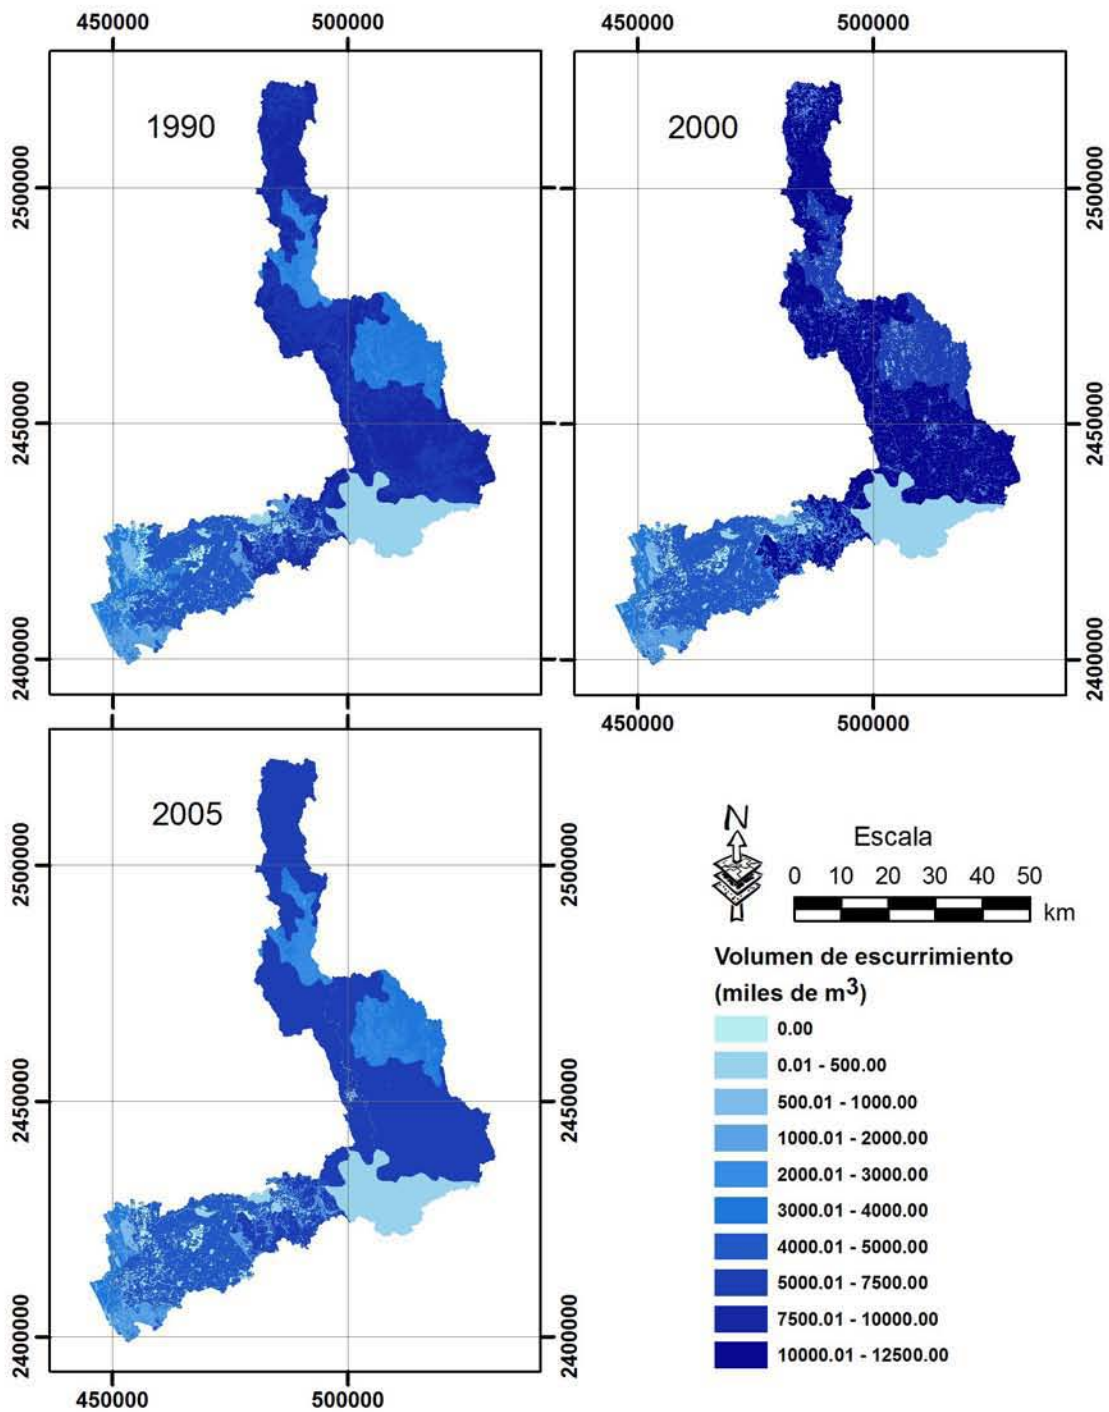 450000 500000 450000 500000
1990 2000
2500000 2500000
2450000 2450000
2400000 2400000
450000 500000
2005
2500000 2500000
2450000 2450000
2400000 2400000
450000 500000
N
Escala
0 10 20 30 40 50
km
Volumen de escurrimiento
(miles de m³)
0.00
0.01 - 500.00
500.01 - 1000.00
1000.01 - 2000.00
2000.01 - 3000.00
3000.01 - 4000.00
4000.01 - 5000.00
5000.01 - 7500.00
7500.01 - 10000.00
10000.01 - 12500.00